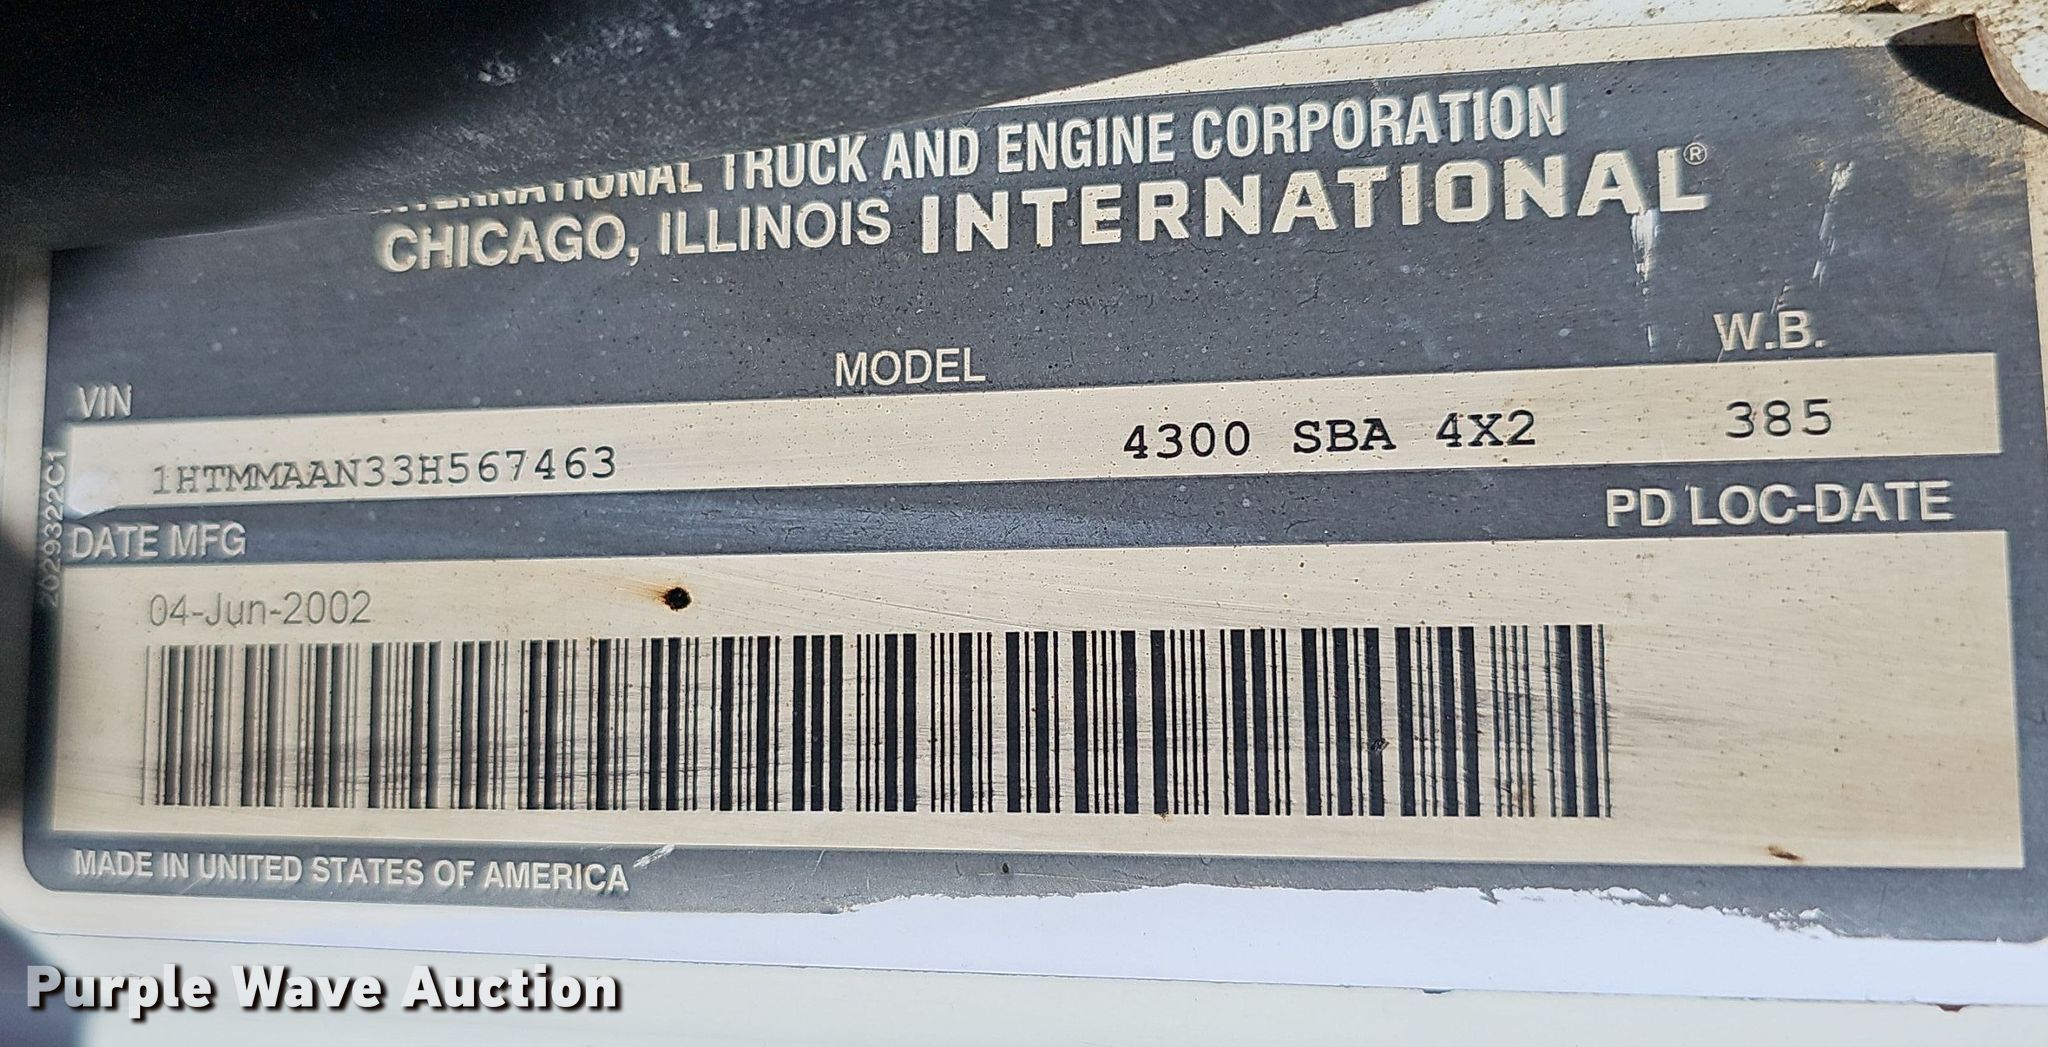 INTERNATIONAL TRUCK AND ENGINE CORPORATION
CHICAGO, ILLINOIS INTERNATIONAL®
VIN MODEL W.B.
1HTMMAAN33H567463 4300 SBA 4X2 385
DATE MFG PD LOC-DATE
04-Jun-2002
2029322C1
MADE IN UNITED STATES OF AMERICA
Purple Wave Auction